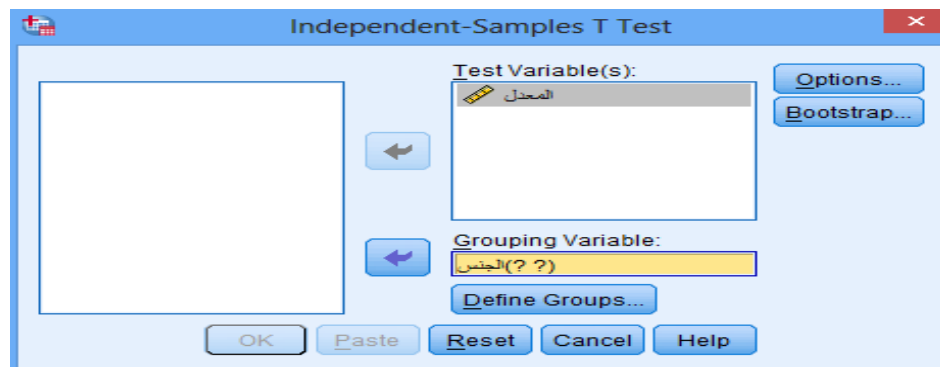 Independent-Samples T Test
Test Variable(s):
المعدل
Options...
Bootstrap...
Grouping Variable:
الجنس(? ?)
Define Groups...
OK Paste Reset Cancel Help